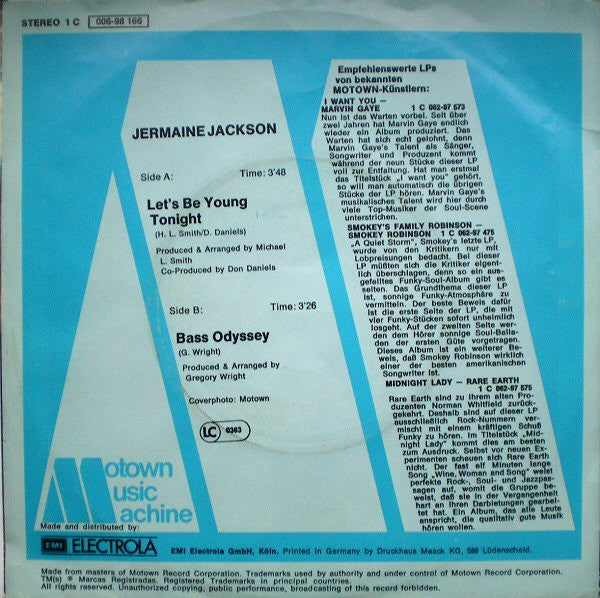 STEREO 1 C 006-98 166
JERMAINE JACKSON
Side A: Time: 3'48
Let's Be Young
Tonight
(H. L. Smith/D. Daniels)
Produced & Arranged by Michael
L. Smith
Co-Produced by Don Daniels
Side B: Time: 3'26
Bass Odyssey
(G. Wright)
Produced & Arranged by
Gregory Wright
Coverphoto: Motown
LC 0363
Empfehlenswerte LPs
von bekannten
MOTOWN-Künstlern:
I WANT YOU —
MARVIN GAYE 1 C 062-97 573
Nun ist das Warten vorbei. Seit über
zwei Jahren hat Marvin Gaye endlich
wieder ein Album produziert. Das
Warten hat sich echt gelohnt, denn
Marvin Gaye's Talent als Sänger,
Songwriter und Produzent kommt
während der neun Stücke dieser LP
voll zur Entfaltung. Hat man erstmal
das Titelstück „I want you" gehört,
so will man automatisch die übrigen
Stücke der LP hören. Marvin Gaye's
musikalisches Talent wird hier durch
viele Top-Musiker der Soul-Scene
unterstrichen.
SMOKEY'S FAMILY ROBINSON —
SMOKEY ROBINSON 1 C 062-97 475
„A Quiet Storm", Smokey's letzte LP,
wurde von den Kritikern nur mit
Lobpreisungen bedacht. Bei dieser
LP müßten sich die Kritiker eigent-
lich überschlagen, denn so ein aus-
gefeiltes Funky-Soul-Album gibt es
selten. Das Grundthema dieser LP
ist, sonnige Funky-Atmosphäre zu
vermitteln. Der beste Beweis dafür
ist die erste Seite der LP, die mit
vier Funky-Stücken sofort unheimlich
losgeht. Auf der zweiten Seite wer-
den dem Hörer sonnige Soul-Balla-
den der ersten Güte vorgetragen.
Dieses Album ist ein weiterer Be-
weis, daß Smokey Robinson wirklich
einer der besten amerikanischen
Songwriter ist.
MIDNIGHT LADY — RARE EARTH
1 C 062-97 575
Rare Earth sind zu ihrem alten Pro-
duzenten Norman Whitfield zurück-
gekehrt. Deshalb sind auf dieser LP
ausschließlich Rock-Nummern ver-
mischt mit einem kräftigen Schuß
Funky zu hören. Im Titelstück „Mid-
night Lady" kommt dies am besten
zum Ausdruck. Selbst vor neuen Ex-
perimenten scheuen sich Rare Earth
nicht. Der fast elf Minuten lange
Song „Wine, Woman and Song" weist
perfekte Rock-, Soul- und Jazzpas-
sagen auf, womit die Gruppe be-
weist, daß sie in der Vergangenheit
hart an ihren Darbietungen gearbei-
tet hat. Ein Album, das alle Leute
anspricht, die qualitativ gute Musik
hören wollen.
Motown
Music
Machine
Made and distributed by:
EMI ELECTROLA
EMI Electrola GmbH, Köln. Printed in Germany by Druckhaus Maack KG, 588 Lüdenscheid.
Made from masters of Motown Record Corporation. Trademarks used by authority and under control of Motown Record Corporation.
TM(s) ® Marcas Registradas. Registered Trademarks in principal countries.
All rights reserved. Unauthorized copying, public performance, broadcasting of this record forbidden.